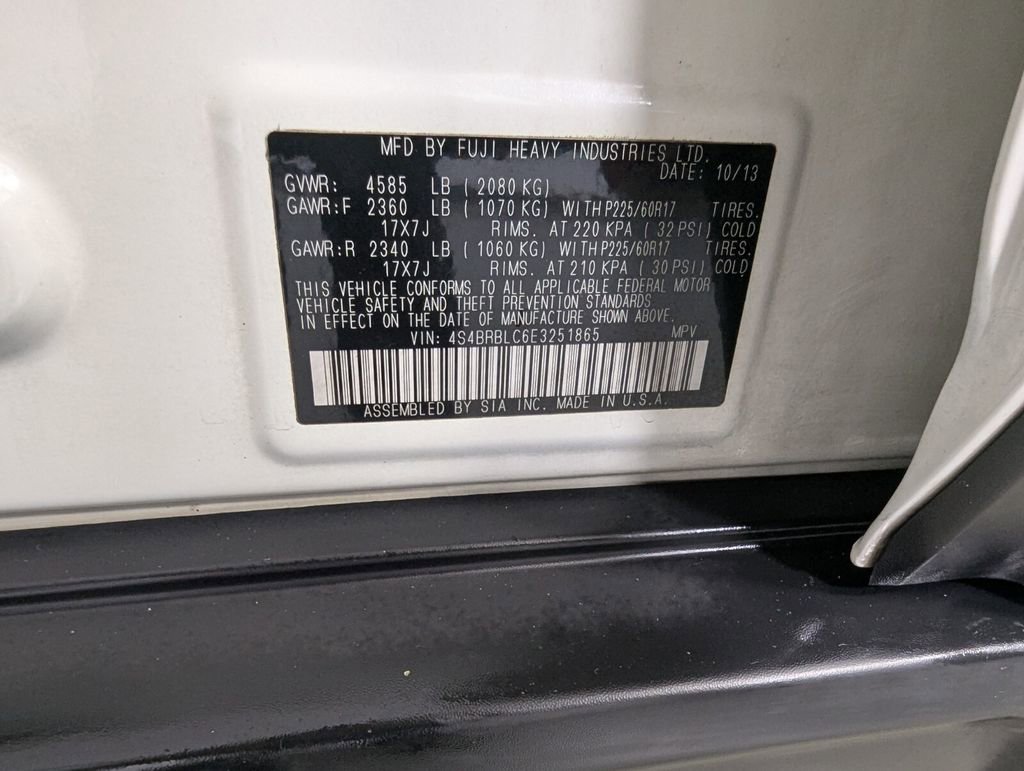 MFD BY FUJI HEAVY INDUSTRIES LTD.
DATE: 10/13
GVWR: 4585 LB (2080 KG)
GAWR:F 2360 LB (1070 KG) WITH P225/60R17 TIRES.
17X7J RIMS. AT 220 KPA (32 PSI) COLD
GAWR:R 2340 LB (1060 KG) WITH P225/60R17 TIRES.
17X7J RIMS. AT 210 KPA (30 PSI) COLD
THIS VEHICLE CONFORMS TO ALL APPLICABLE FEDERAL MOTOR
VEHICLE SAFETY AND THEFT PREVENTION STANDARDS
IN EFFECT ON THE DATE OF MANUFACTURE SHOWN ABOVE.
VIN: 4S4BRBLC6E3251865 MPV
ASSEMBLED BY SIA INC. MADE IN U.S.A.